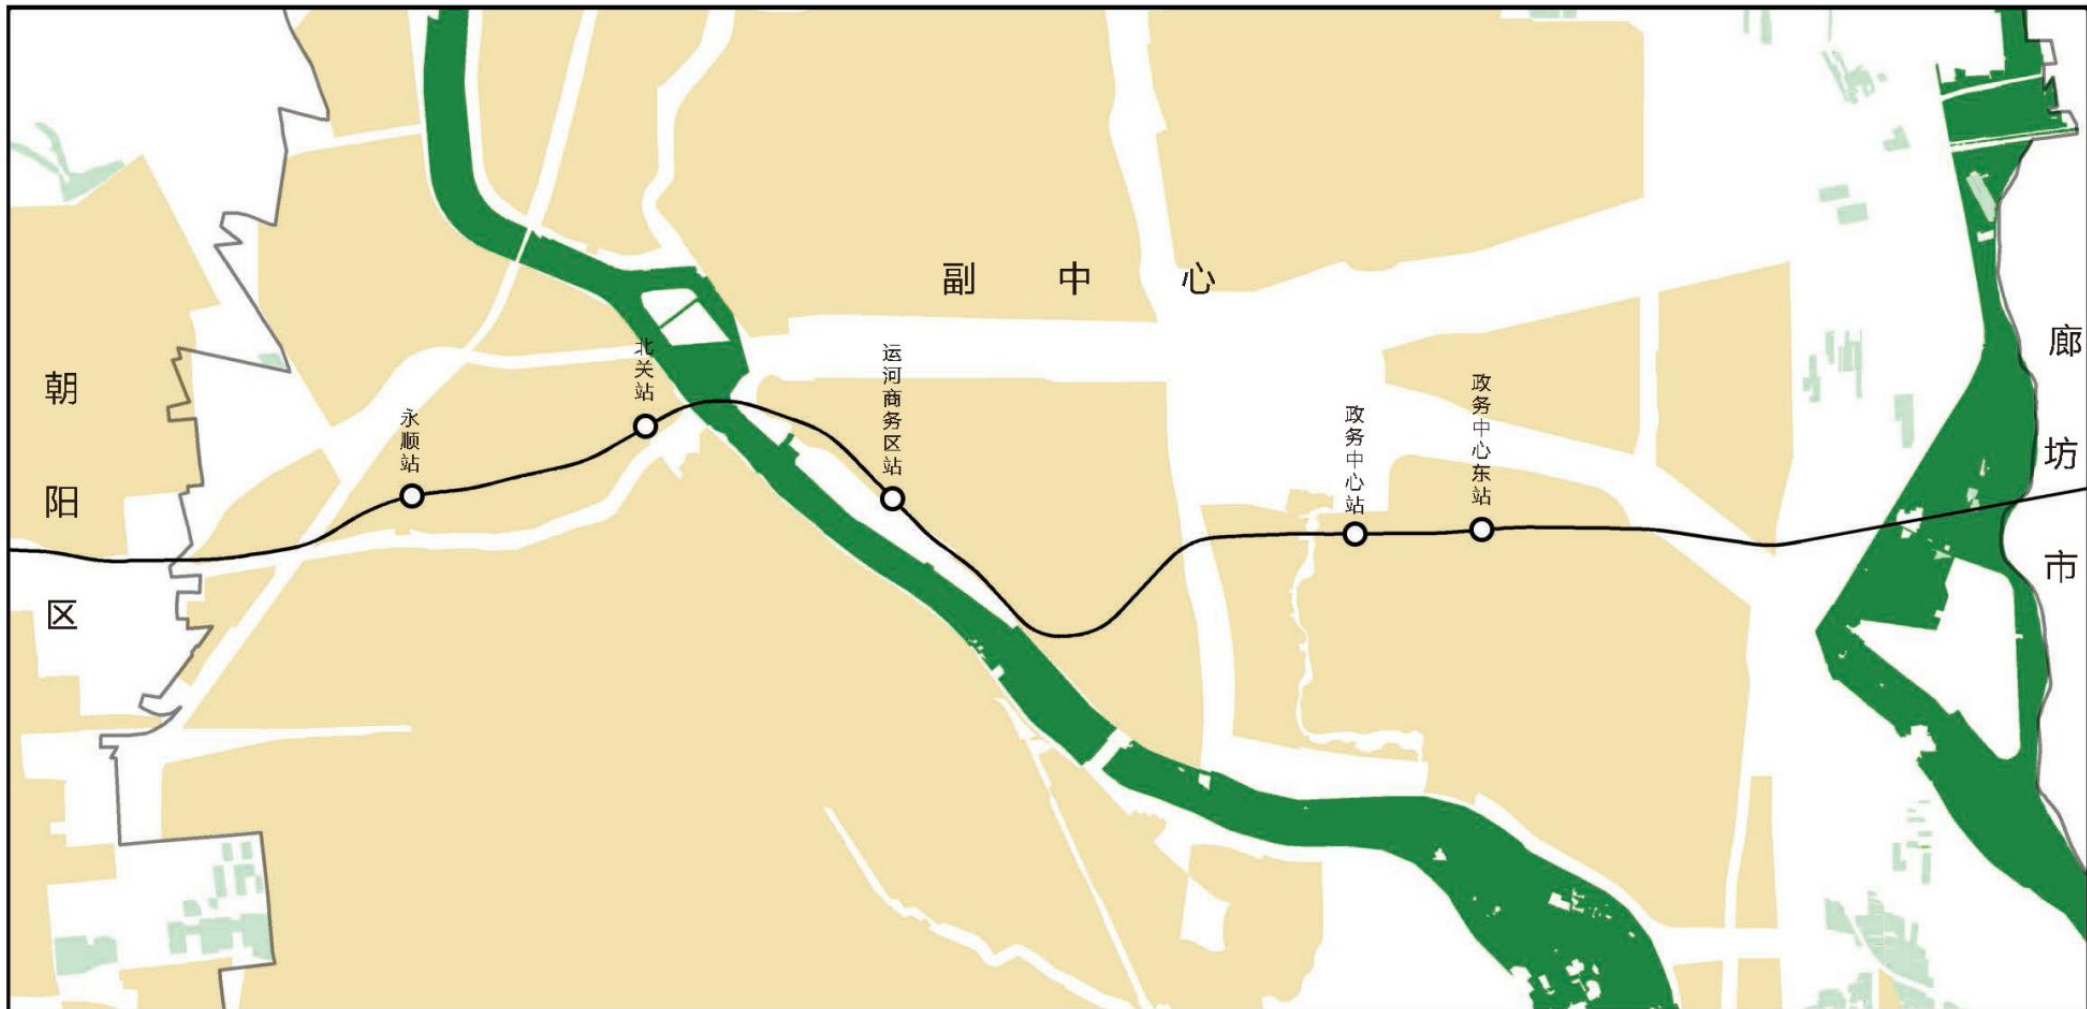 副中心
朝阳区
永顺站
北关站
运河商务区站
政务中心站
政务中心东站
廊坊市